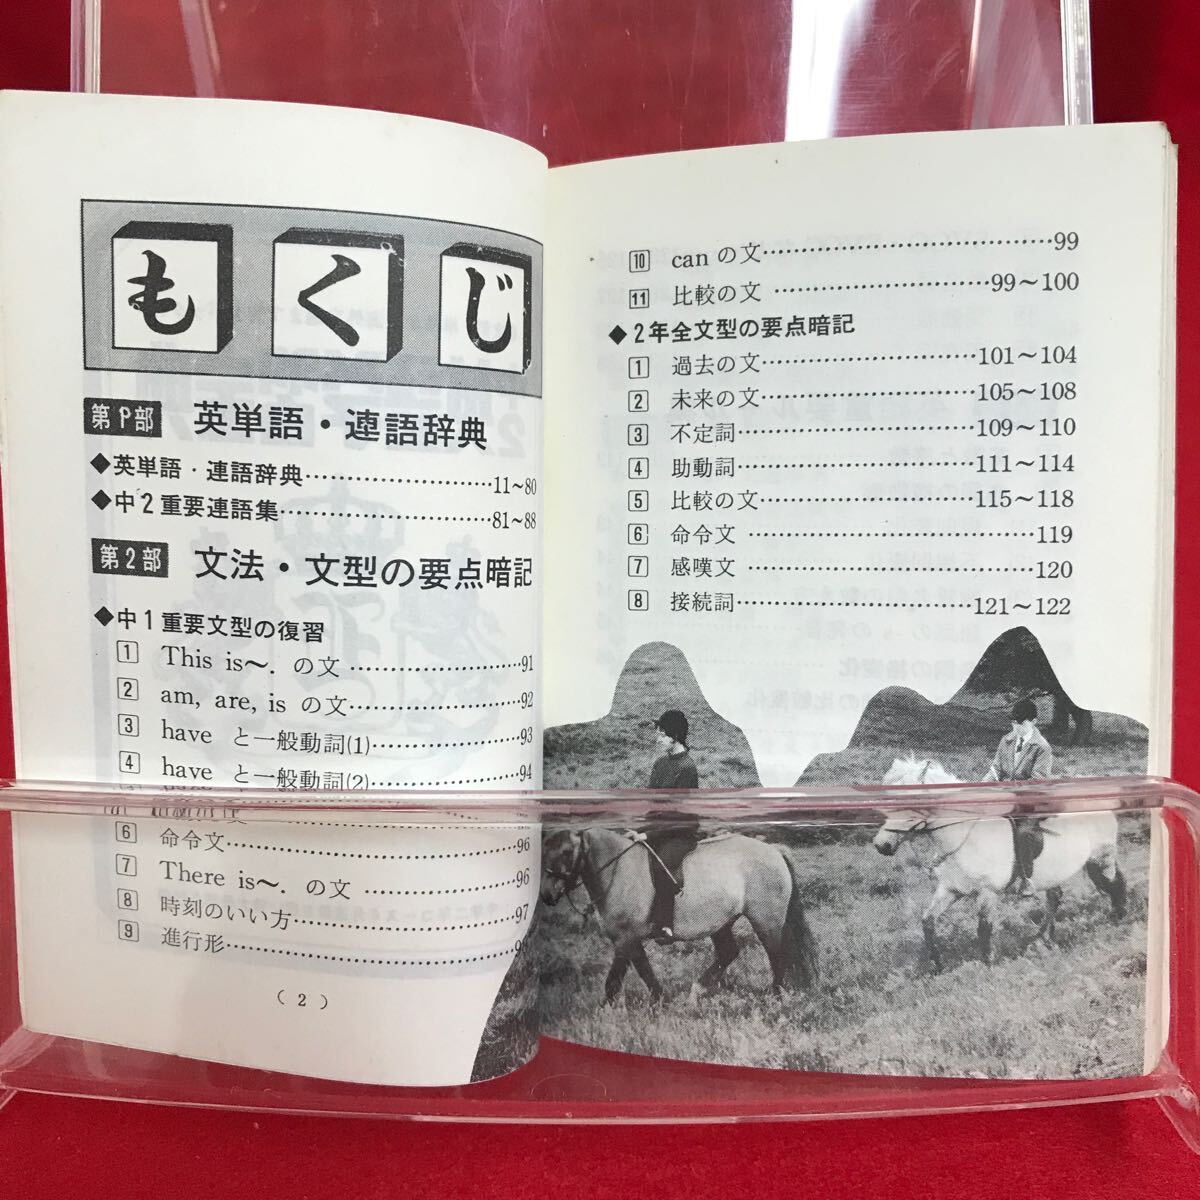 もくじ
第1部 英単語・連語辞典
◆英単語・連語辞典……………………11~80
◆中2重要連語集……………………81~88
第2部 文法・文型の要点暗記
◆中1重要文型の復習
1 This is~. の文……………………91
2 am, are, is の文……………………92
3 have と一般動詞(1)……………………93
4 have と一般動詞(2)……………………94
6 命令文……………………96
7 There is~. の文……………………96
8 時刻のいい方……………………97
9 進行形……………………
( 2 )
10 can の文……………………99
11 比較の文……………………99~100
◆2年全文型の要点暗記
1 過去の文……………………101~104
2 未来の文……………………105~108
3 不定詞……………………109~110
4 助動詞……………………111~114
5 比較の文……………………115~118
6 命令文……………………119
7 感嘆文……………………120
8 接続詞……………………121~122